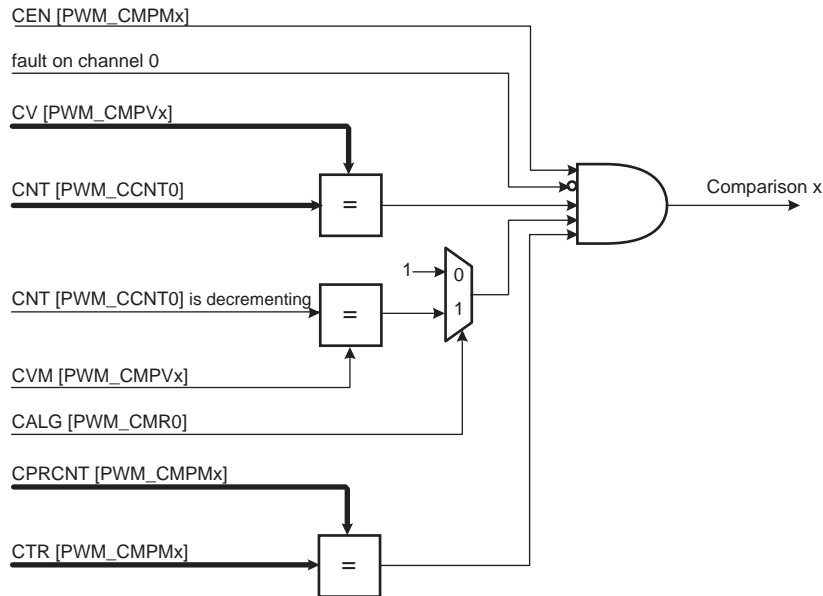 CEN [PWM_CMPMx]
fault on channel 0
CV [PWM_CMPVx]
CNT [PWM_CCNT0]
=
Comparison x
1
0
CNT [PWM_CCNT0] is decrementing
=
1
CVM [PWM_CMPVx]
CALG [PWM_CMR0]
CPRCNT [PWM_CMPMx]
CTR [PWM_CMPMx]
=